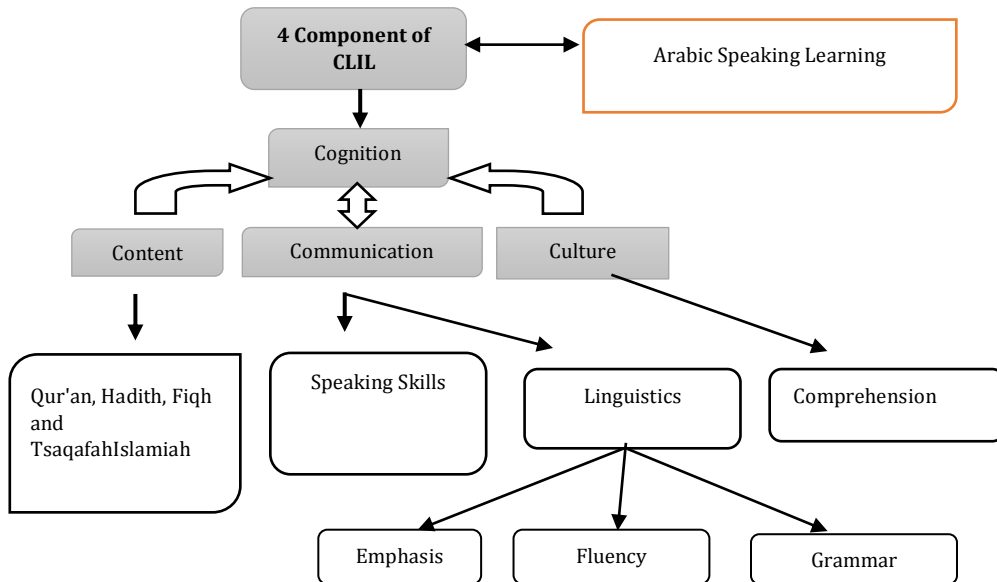 4 Component of
CLIL
Arabic Speaking Learning
Cognition
Content
Communication
Culture
Qur'an, Hadith, Fiqh
and
TsaqafahIslamiah
Speaking Skills
Linguistics
Comprehension
Emphasis
Fluency
Grammar